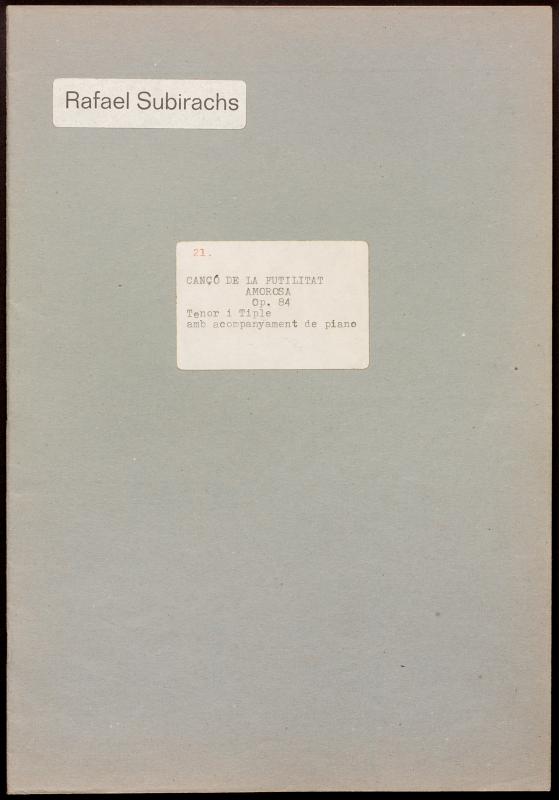 Rafael Subirachs
21.
CANÇÓ DE LA FUTILITAT
AMOROSA
Op. 84
Tenor i Tiple
amb acompanyament de piano